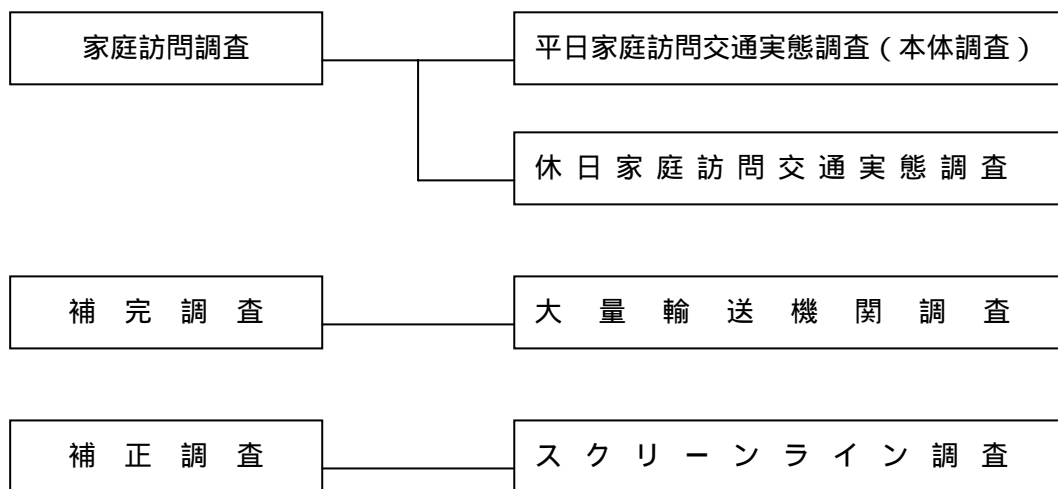 家庭訪問調査
平日家庭訪問交通実態調査(本体調査)
休日家庭訪問交通実態調査
補完調査
大量輸送機関調査
補正調査
スクリーンライン調査